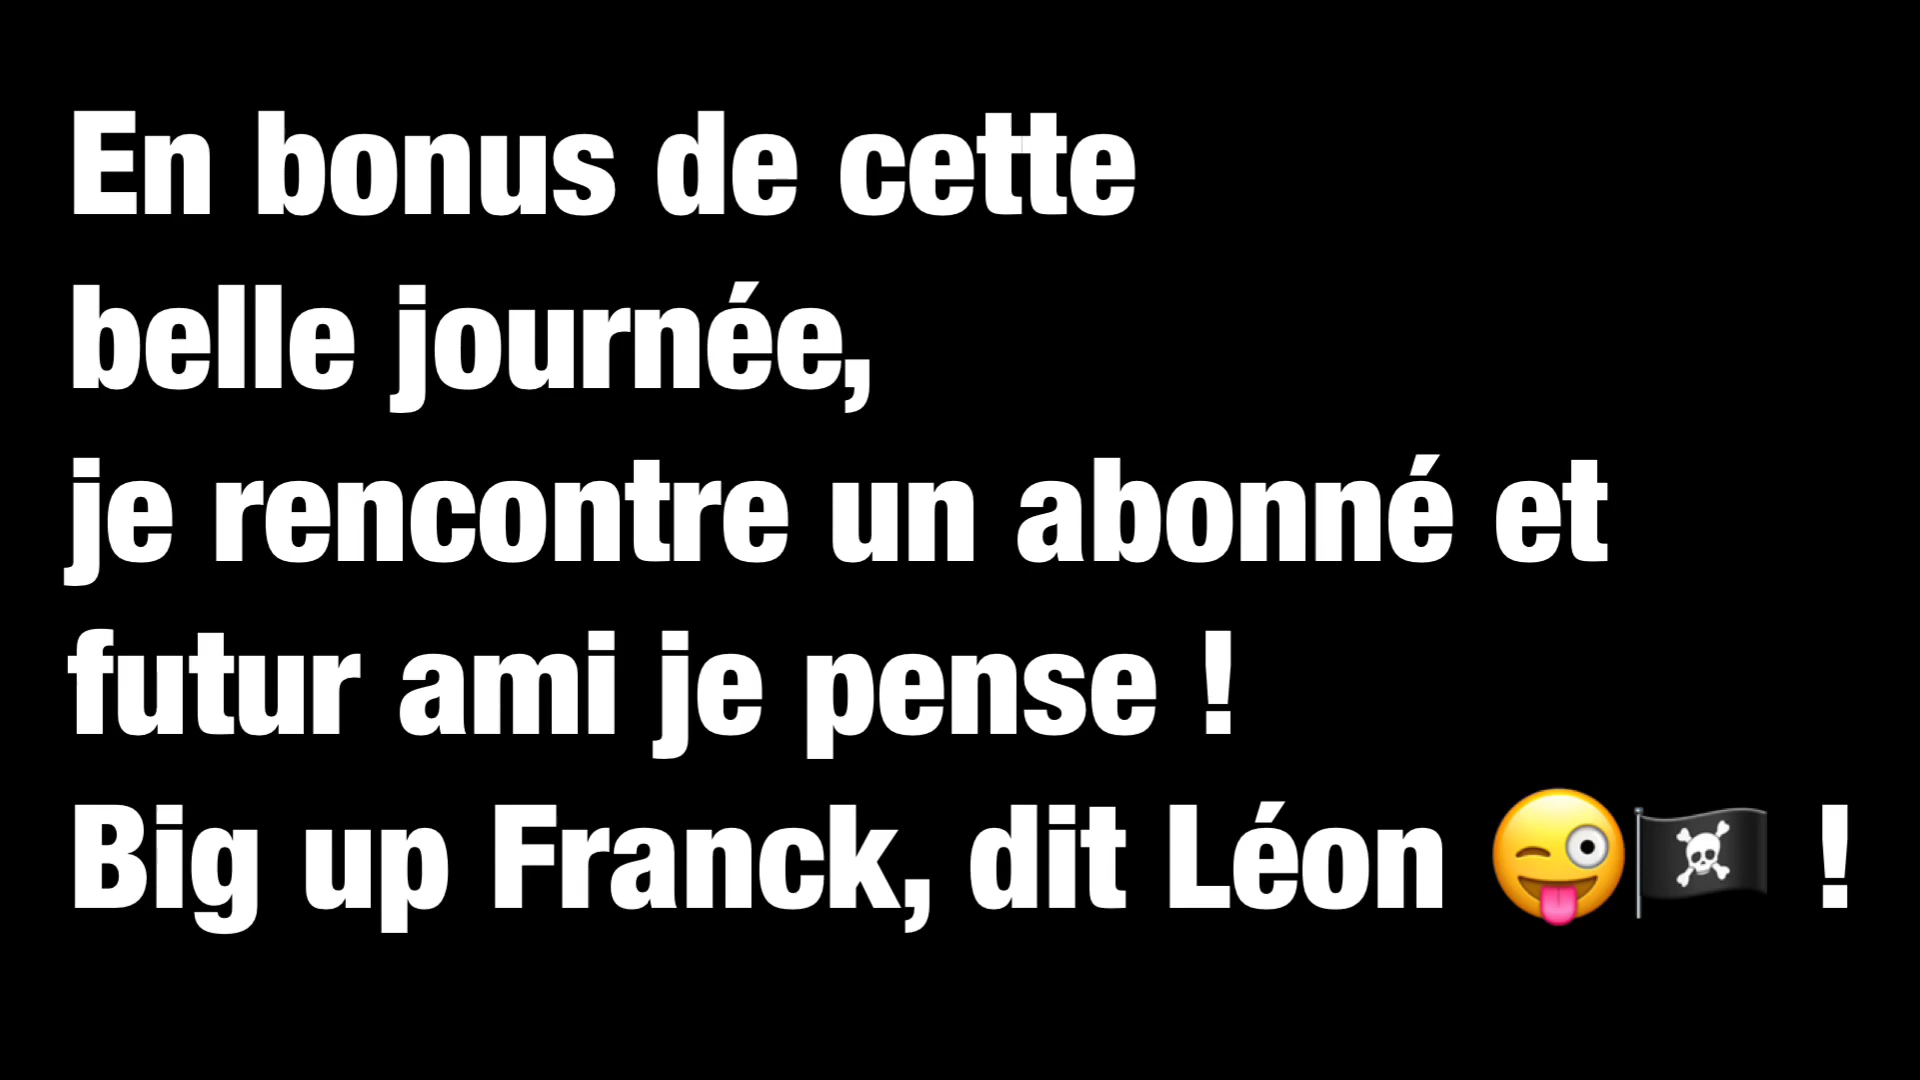 En bonus de cette
belle journée,
je rencontre un abonné et
futur ami je pense !
Big up Franck, dit Léon 😜🏴‍☠️ !